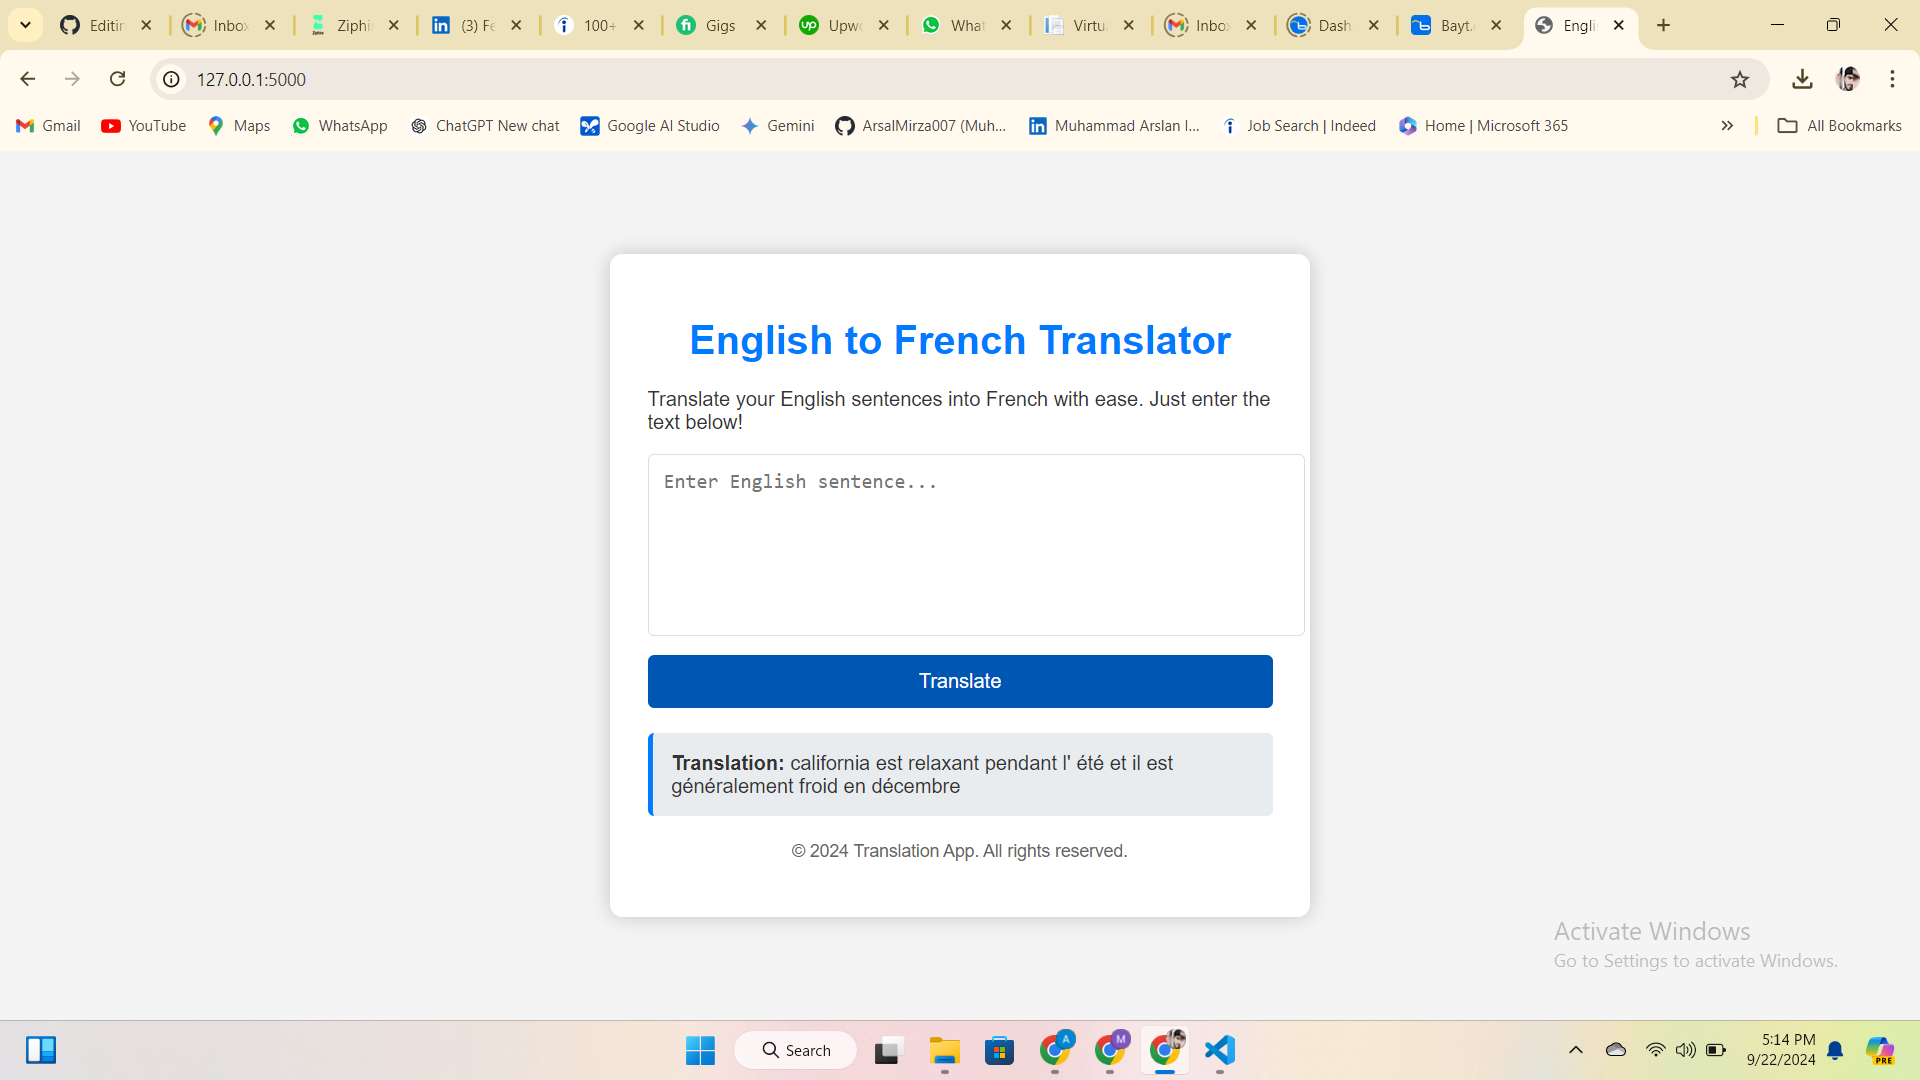 Editin
Inbox
Ziphi
(3) Fe
100+
Gigs
Upwo
What
Virtua
Inbox
Dash
Bayt.
Engli
127.0.0.1:5000
Gmail
YouTube
Maps
WhatsApp
ChatGPT New chat
Google AI Studio
Gemini
ArsalMirza007 (Muh...
Muhammad Arslan I...
Job Search | Indeed
Home | Microsoft 365
All Bookmarks
English to French Translator
Translate your English sentences into French with ease. Just enter the
text below!
Enter English sentence...
Translate
Translation: california est relaxant pendant l' été et il est
généralement froid en décembre
© 2024 Translation App. All rights reserved.
Activate Windows
Go to Settings to activate Windows.
Search
5:14 PM
9/22/2024